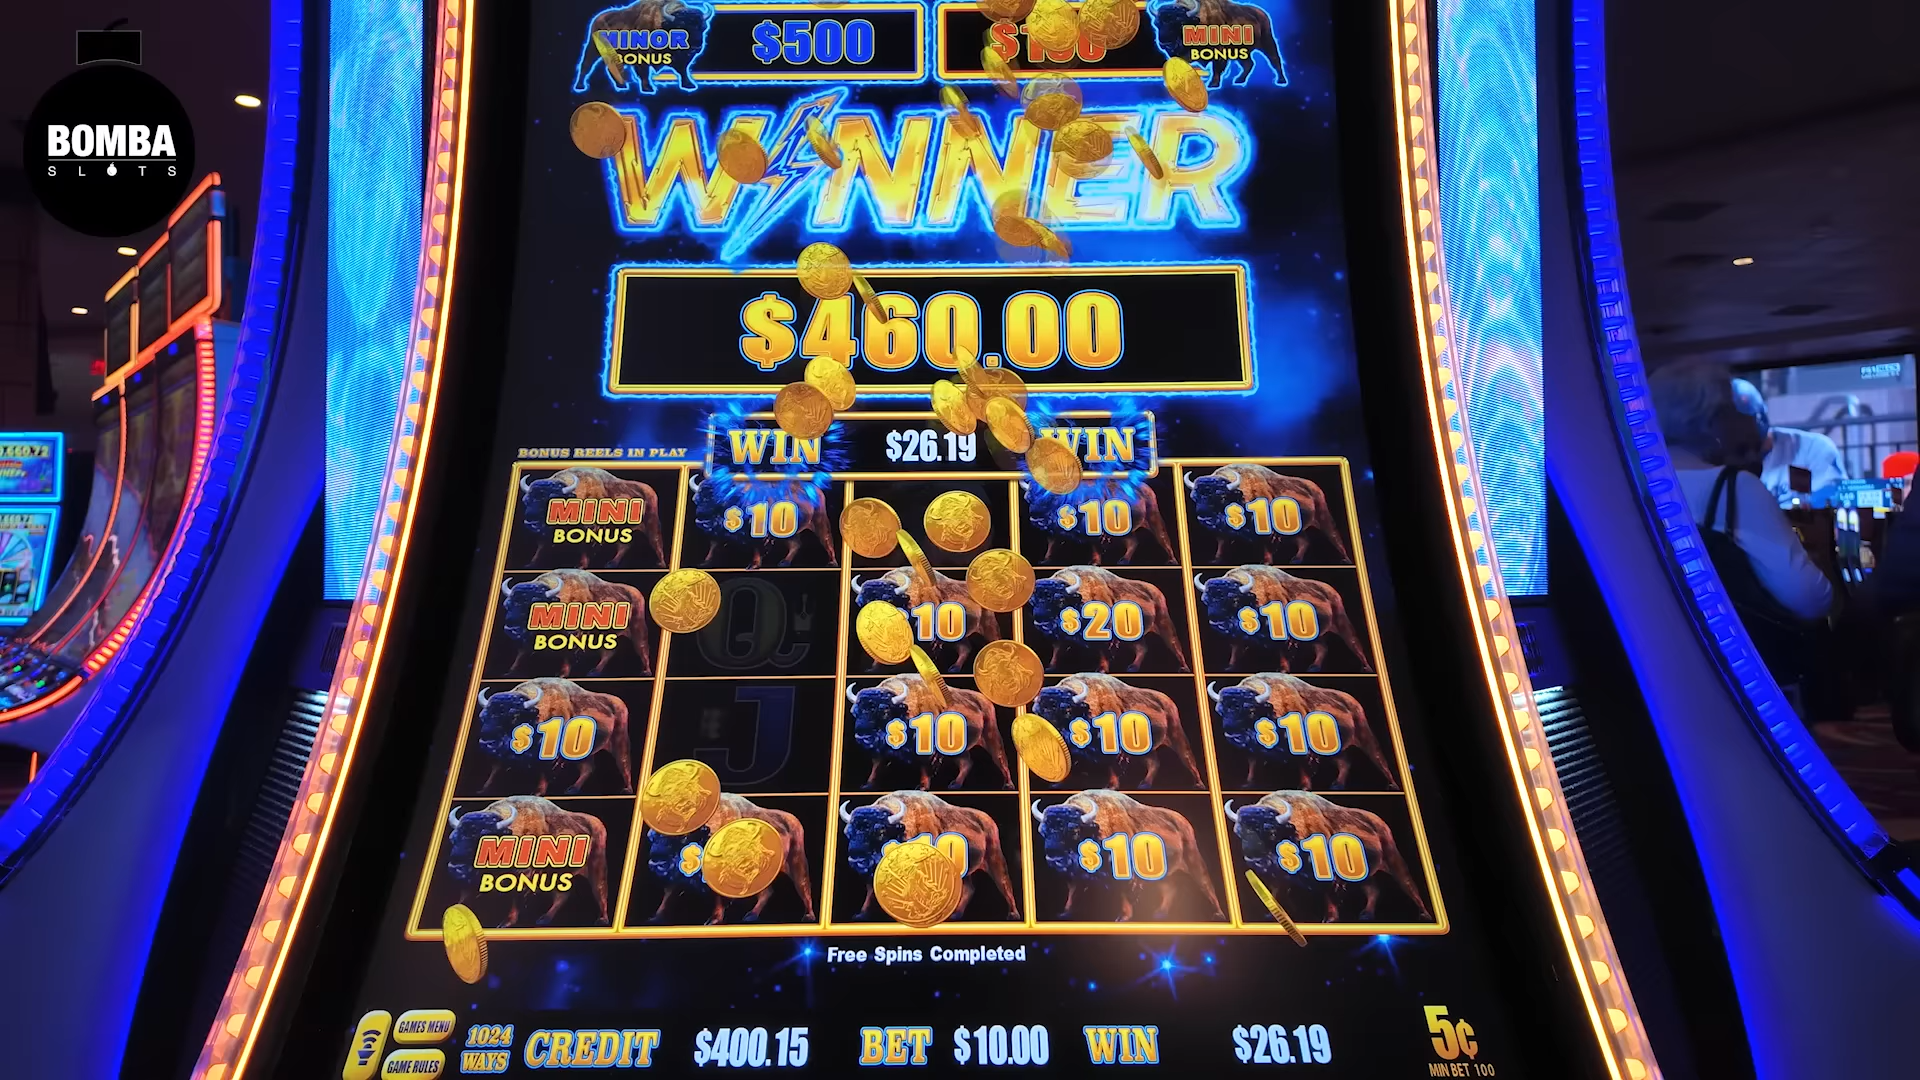 MINOR
BONUS
$500
MINI
BONUS
BOMBA
SLOTS
WINNER
$460.00
BONUS REELS IN PLAY
WIN
$26.19
WIN
MINI
BONUS
$10
$10
$10
MINI
BONUS
Q
10
$20
$10
$10
J
$10
$10
$10
MINI
BONUS
$10
$10
Free Spins Completed
GAMES MENU
GAME RULES
1024
WAYS
CREDIT
$400.15
BET
$10.00
WIN
$26.19
5¢
MIN BET 100